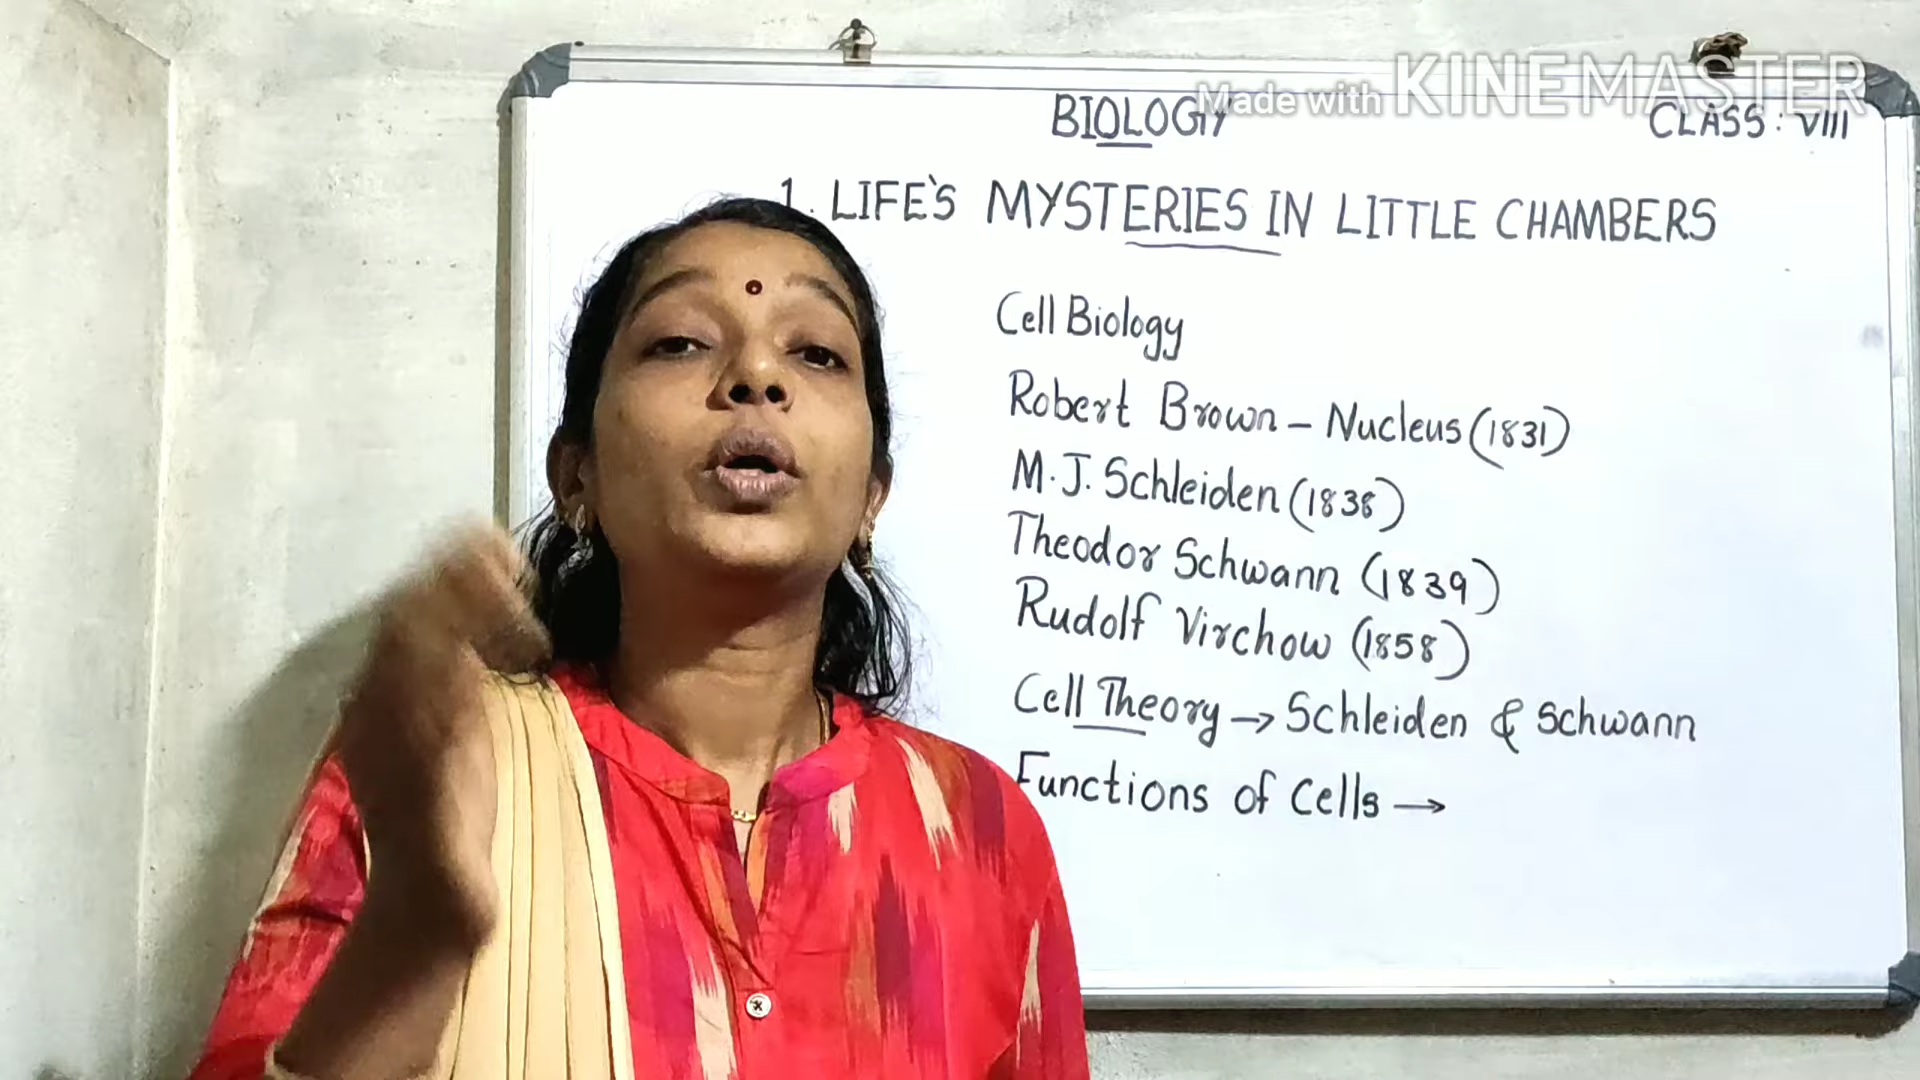 Made with KINEMASTER
BIOLOGY
CLASS: VIII
1. LIFE'S MYSTERIES IN LITTLE CHAMBERS
Cell Biology
Robert Brown - Nucleus (1831)
M.J. Schleiden (1838)
Theodor Schwann (1839)
Rudolf Virchow (1858)
Cell Theory → Schleiden & Schwann
Functions of Cells →